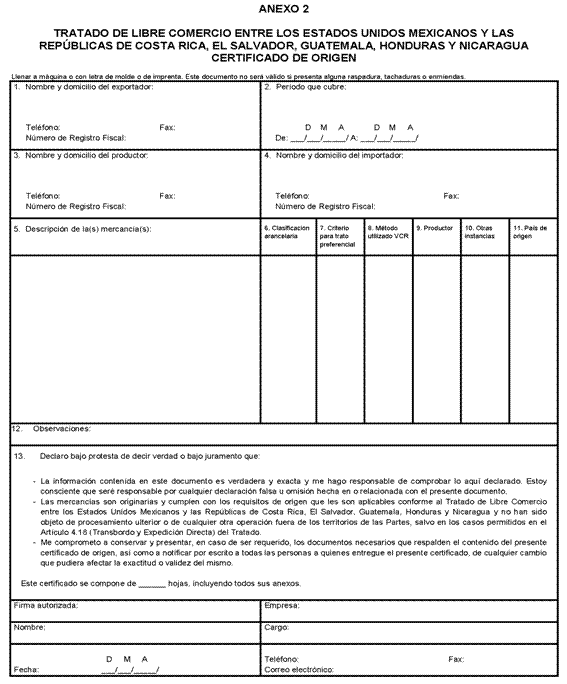 ANEXO 2
TRATADO DE LIBRE COMERCIO ENTRE LOS ESTADOS UNIDOS MEXICANOS Y LAS
REPÚBLICAS DE COSTA RICA, EL SALVADOR, GUATEMALA, HONDURAS Y NICARAGUA
CERTIFICADO DE ORIGEN
Llenar a máquina o con letra de molde o de imprenta. Este documento no será válido si presenta alguna raspadura, tachaduras o enmiendas.
1. Nombre y domicilio del exportador:
Teléfono: Fax:
Número de Registro Fiscal:
2. Periodo que cubre:
D M A D M A
De: ___/___/_____/ A: ___/___/_____/
3. Nombre y domicilio del productor:
Teléfono: Fax:
Número de Registro Fiscal:
4. Nombre y domicilio del importador:
Teléfono: Fax:
Número de Registro Fiscal:
5. Descripción de la(s) mercancía(s):
6. Clasificación
arancelaria
7. Criterio
para trato
preferencial
8. Método
utilizado VCR
9. Productor
10. Otras
instancias
11. País de
origen
12. Observaciones:
13. Declaro bajo protesta de decir verdad o bajo juramento que:
- La información contenida en este documento es verdadera y exacta y me hago responsable de comprobar lo aquí declarado. Estoy
consciente que seré responsable por cualquier declaración falsa u omisión hecha en o relacionada con el presente documento.
- Las mercancías son originarias y cumplen con los requisitos de origen que les son aplicables conforme al Tratado de Libre Comercio
entre los Estados Unidos Mexicanos y las Repúblicas de Costa Rica, El Salvador, Guatemala, Honduras y Nicaragua y no han sido
objeto de procesamiento ulterior o de cualquier otra operación fuera de los territorios de las Partes, salvo en los casos permitidos en el
Artículo 4.18 (Transbordo y Expedición Directa) del Tratado.
- Me comprometo a conservar y presentar, en caso de ser requerido, los documentos necesarios que respalden el contenido del presente
certificado de origen, así como a notificar por escrito a todas las personas a quienes entregue el presente certificado, de cualquier cambio
que pudiera afectar la exactitud o validez del mismo.
Este certificado se compone de ______ hojas, incluyendo todos sus anexos.
Firma autorizada: Empresa:
Nombre: Cargo:
D M A
Fecha: ___/___/_____/
Teléfono: Fax:
Correo electrónico: